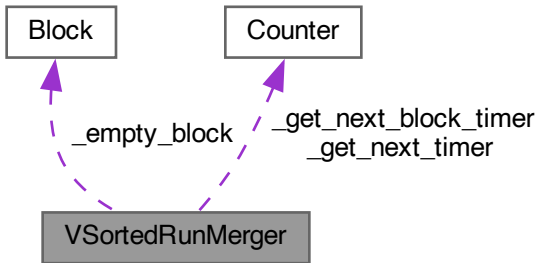 Block
Counter
_empty_block
_get_next_block_timer
_get_next_timer
VSortedRunMerger